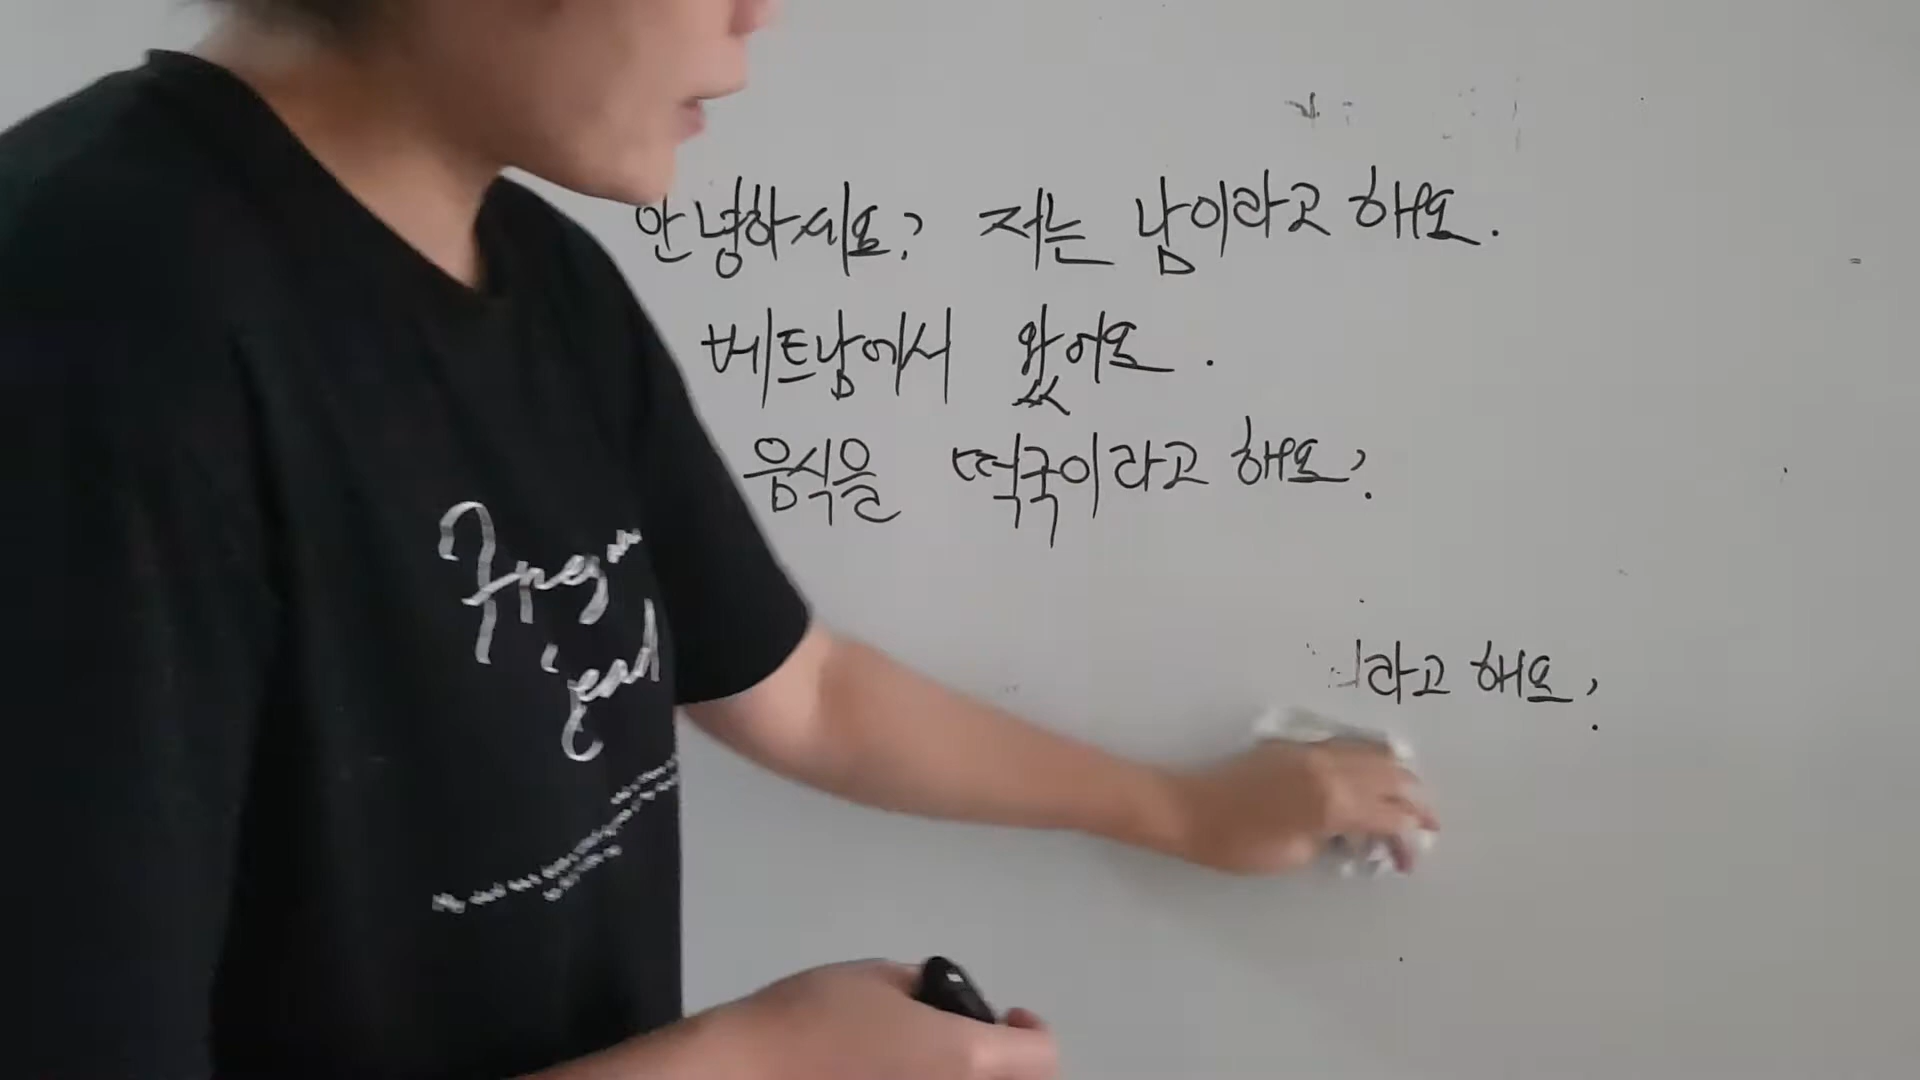 안녕하세요? 저는 남이라고 해요.
베트남에서 왔어요.
음식을 떡국이라고 해요?
라고 해요?